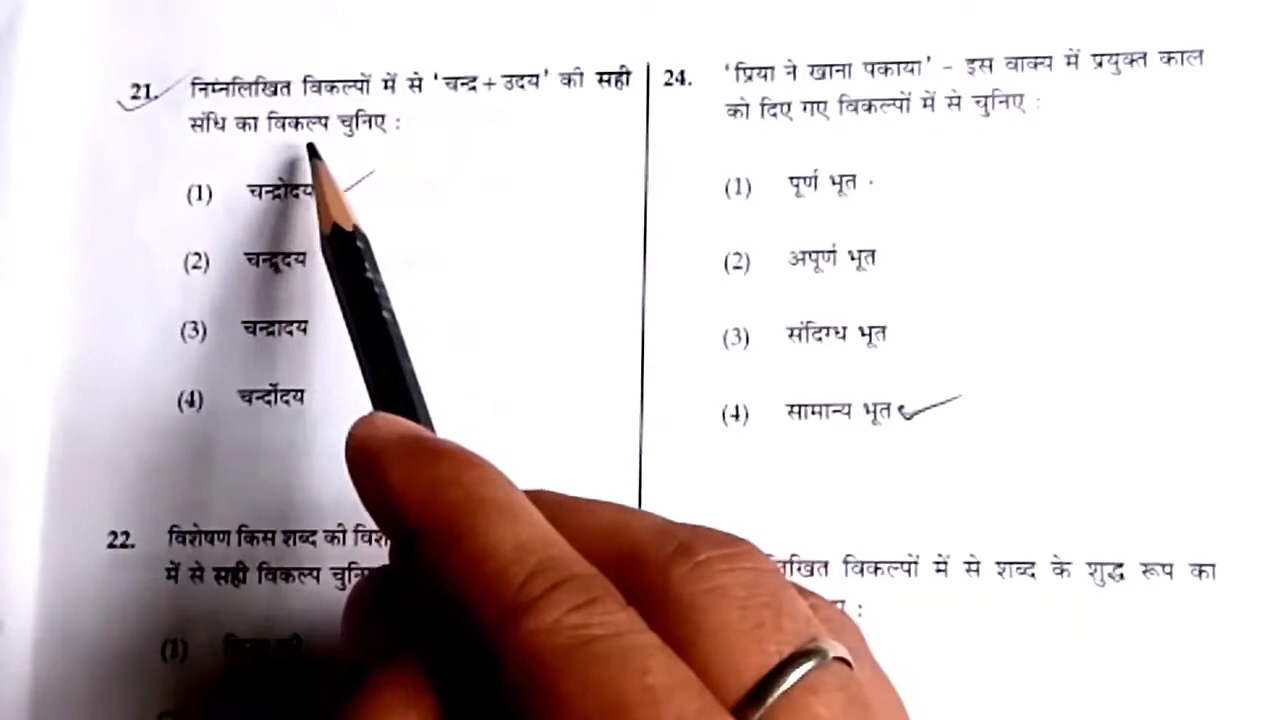 21. निम्नलिखित विकल्पों में से 'चन्द्र + उदय' की सही
संधि का विकल्प चुनिए :
(1) चन्द्रोदय
(2) चन्द्रूदय
(3) चन्द्रादय
(4) चर्न्दोदय
22. विशेषण किस शब्द की
में से सही विकल्प
(1)
24. 'प्रिया ने खाना पकाया' - इस वाक्य में प्रयुक्त काल
को दिए गए विकल्पों में से चुनिए :
(1) पूर्ण भूत
(2) अपूर्ण भूत
(3) संदिग्ध भूत
(4) सामान्य भूत
विकल्पों में से शब्द के शुद्ध रूप का